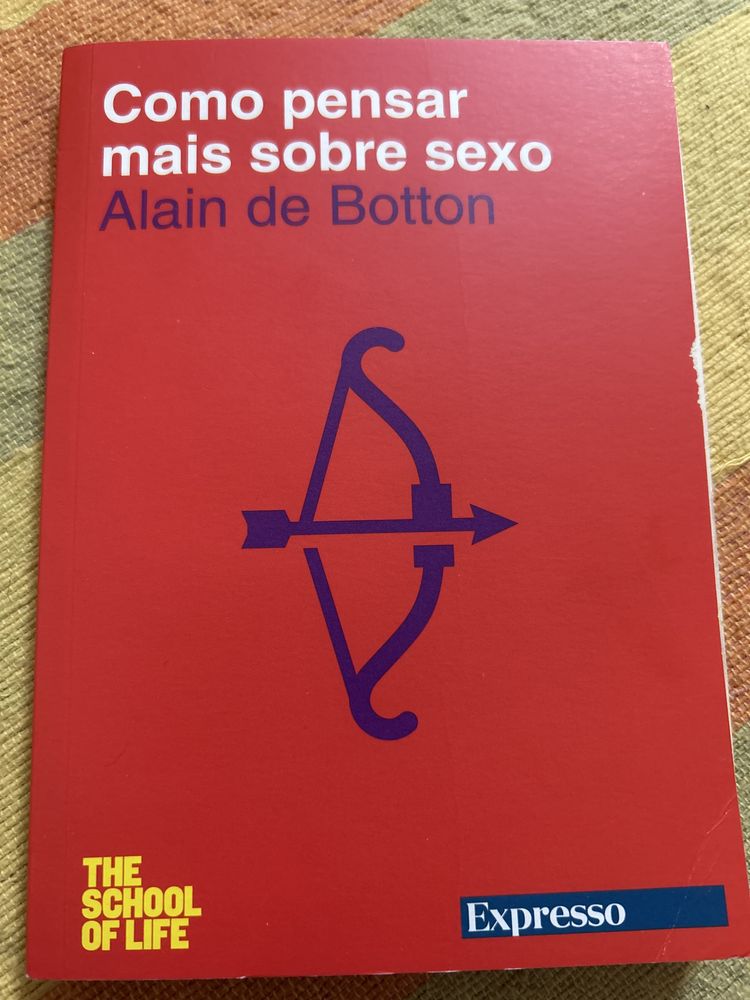 Como pensar
mais sobre sexo
Alain de Botton
THE
SCHOOL
OF LIFE
Expresso